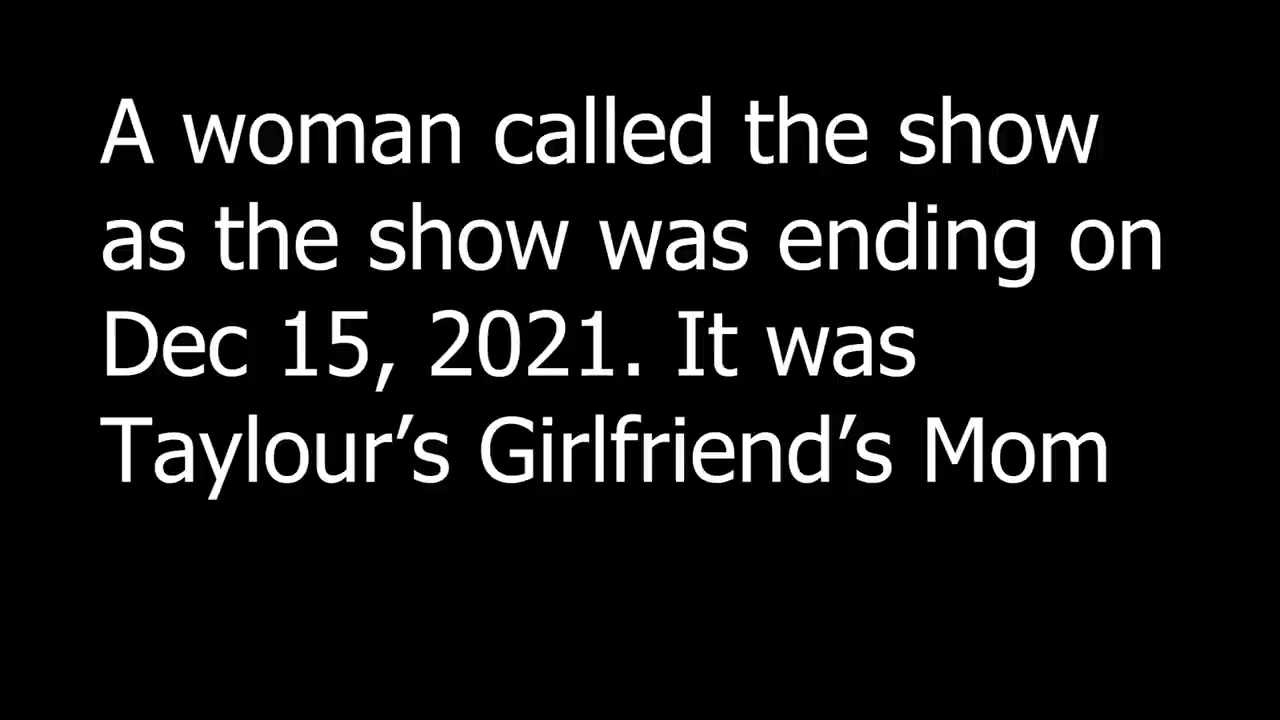 A woman called the show
as the show was ending on
Dec 15, 2021. It was
Taylour’s Girlfriend’s Mom